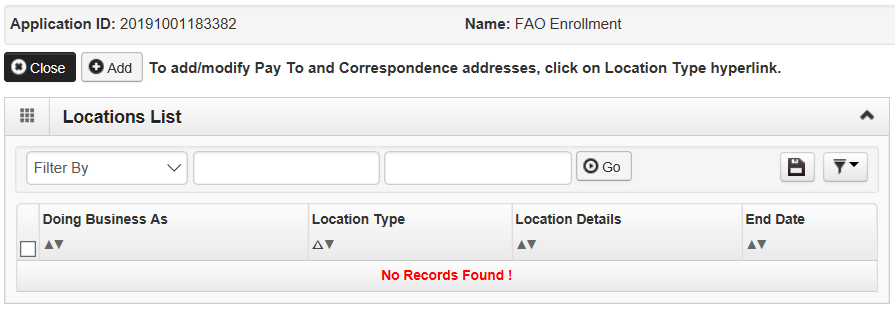 Application ID: 20191001183382 Name: FAO Enrollment
Close Add To add/modify Pay To and Correspondence addresses, click on Location Type hyperlink.
Locations List
Filter By Go
Doing Business As Location Type Location Details End Date
No Records Found !